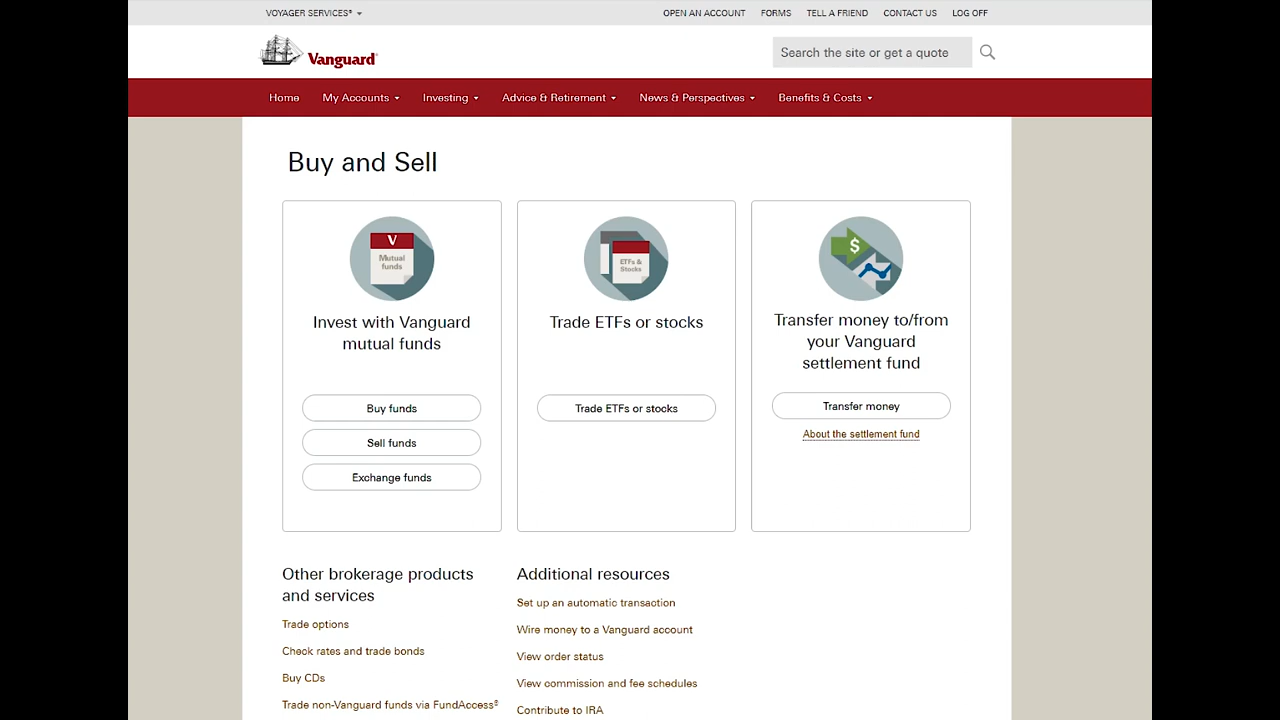 VOYAGER SERVICES®
OPEN AN ACCOUNT FORMS TELL A FRIEND CONTACT US LOG OFF
Vanguard®
Search the site or get a quote
Home My Accounts Investing Advice & Retirement News & Perspectives Benefits & Costs
Buy and Sell
V
Mutual
funds
Invest with Vanguard
mutual funds
Buy funds
Sell funds
Exchange funds
ETFs &
Stocks
Trade ETFs or stocks
Trade ETFs or stocks
$
Transfer money to/from
your Vanguard
settlement fund
Transfer money
About the settlement fund
Other brokerage products
and services
Trade options
Check rates and trade bonds
Buy CDs
Trade non-Vanguard funds via FundAccess®
Additional resources
Set up an automatic transaction
Wire money to a Vanguard account
View order status
View commission and fee schedules
Contribute to IRA